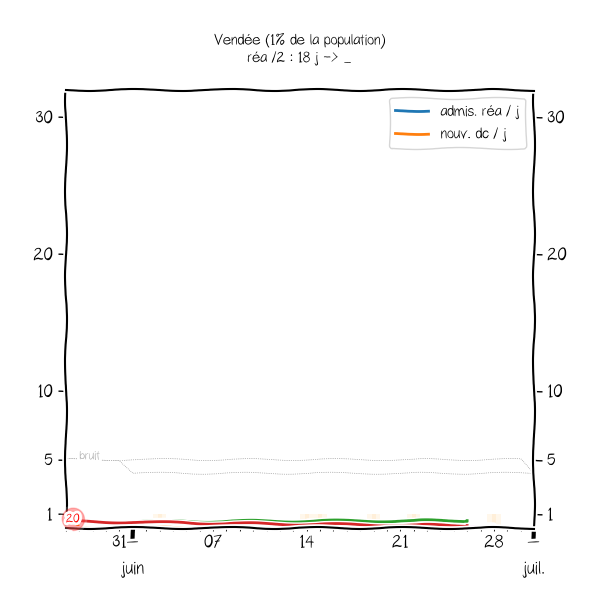 Vendée (1% de la population)
réa /2 : 18 j -> _
30
30
admis. réa / j
nouv. dc / j
20
20
10
10
5
bruit
5
1
20
1
31
07
14
21
28
juin
juil.